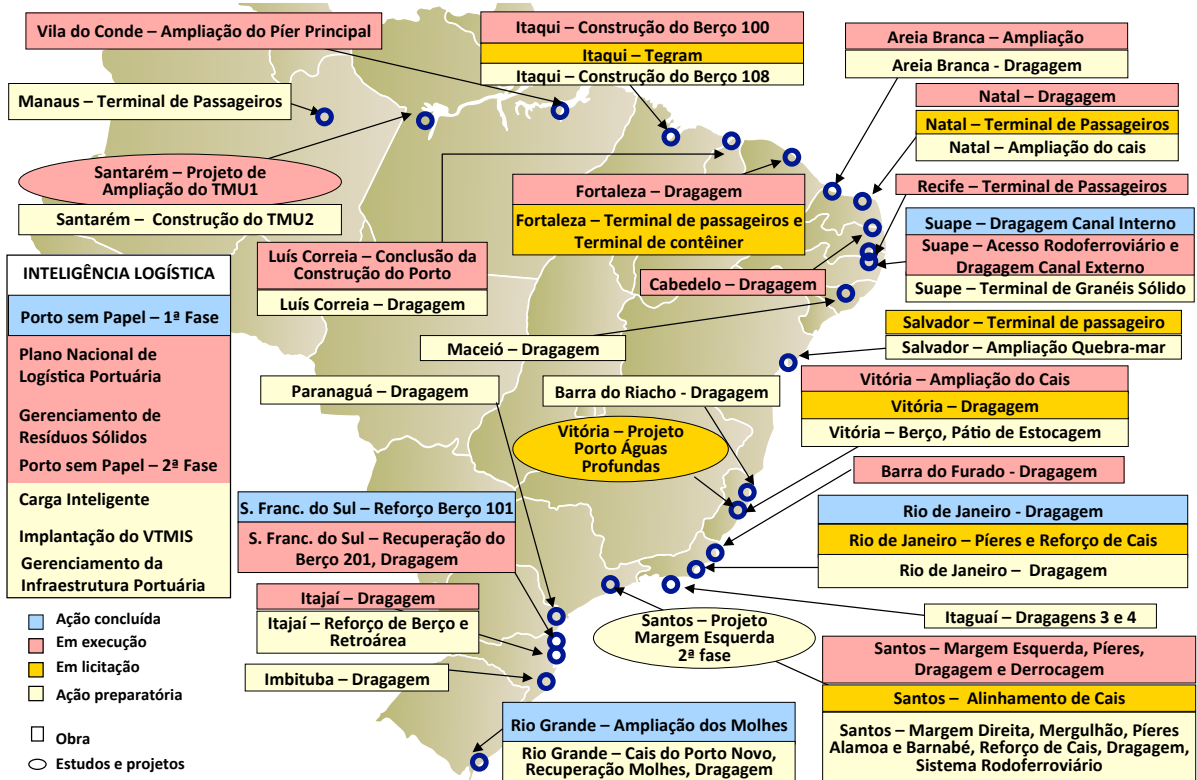 Vila do Conde – Ampliação do Píer Principal
Manaus – Terminal de Passageiros
Santarém – Projeto de
Ampliação do TMU1
Santarém – Construção do TMU2
Itaqui – Construção do Berço 100
Itaqui – Tegram
Itaqui – Construção do Berço 108
Areia Branca – Ampliação
Areia Branca - Dragagem
Natal – Dragagem
Natal – Terminal de Passageiros
Natal – Ampliação do cais
Recife – Terminal de Passageiros
Suape – Dragagem Canal Interno
Suape – Acesso Rodoferroviário e
Dragagem Canal Externo
Suape – Terminal de Granéis Sólido
Fortaleza – Dragagem
Fortaleza – Terminal de passageiros e
Terminal de contêiner
Luís Correia – Conclusão da
Construção do Porto
Luís Correia – Dragagem
Cabedelo – Dragagem
Maceió – Dragagem
Salvador – Terminal de passageiro
Salvador – Ampliação Quebra-mar
Paranaguá – Dragagem
Barra do Riacho - Dragagem
Vitória – Projeto
Porto Águas
Profundas
Vitória – Ampliação do Cais
Vitória – Dragagem
Vitória – Berço, Pátio de Estocagem
Barra do Furado - Dragagem
Rio de Janeiro - Dragagem
Rio de Janeiro – Píeres e Reforço de Cais
Rio de Janeiro – Dragagem
Itaguaí – Dragagens 3 e 4
S. Franc. do Sul – Reforço Berço 101
S. Franc. do Sul – Recuperação do
Berço 201, Dragagem
Itajaí – Dragagem
Itajaí – Reforço de Berço e
Retroárea
Imbituba – Dragagem
Santos – Projeto
Margem Esquerda
2ª fase
Santos – Margem Esquerda, Píeres,
Dragagem e Derrocagem
Santos – Alinhamento de Cais
Santos – Margem Direita, Mergulhão, Píeres
Alamoa e Barnabé, Reforço de Cais, Dragagem,
Sistema Rodoferroviário
Rio Grande – Ampliação dos Molhes
Rio Grande – Cais do Porto Novo,
Recuperação Molhes, Dragagem
INTELIGÊNCIA LOGÍSTICA
Porto sem Papel – 1ª Fase
Plano Nacional de
Logística Portuária
Gerenciamento de
Resíduos Sólidos
Porto sem Papel – 2ª Fase
Carga Inteligente
Implantação do VTMIS
Gerenciamento da
Infraestrutura Portuária
Ação concluída
Em execução
Em licitação
Ação preparatória
Obra
Estudos e projetos